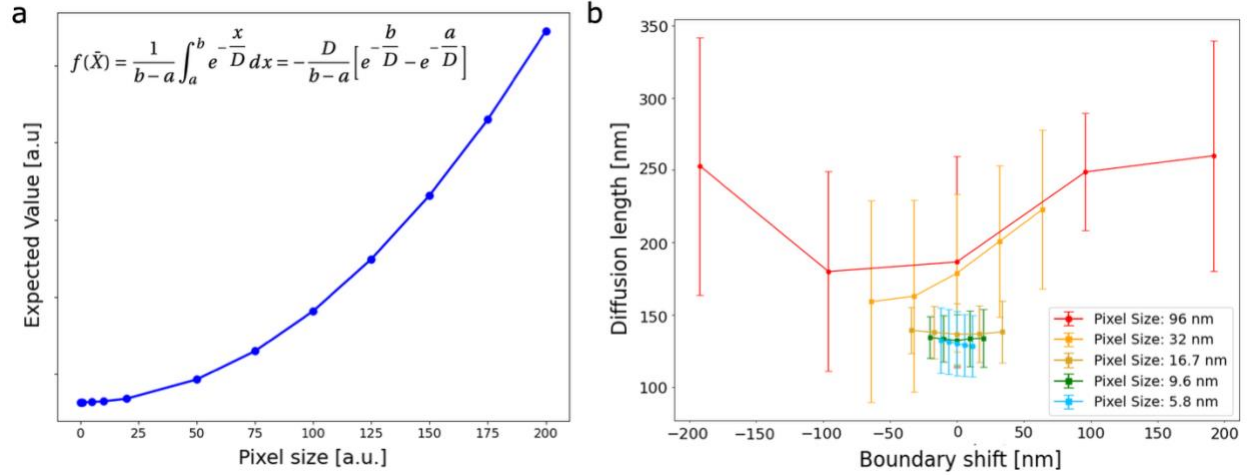 a
f(X̄) = 1/(b−a) ∫_a^b e^(−x/D) dx = − D/(b−a) [e^(−b/D) − e^(−a/D)]
Expected Value [a.u]
0 25 50 75 100 125 150 175 200
Pixel size [a.u.]
b
350
300
250
200
150
100
Diffusion length [nm]
Pixel Size: 96 nm
Pixel Size: 32 nm
Pixel Size: 16.7 nm
Pixel Size: 9.6 nm
Pixel Size: 5.8 nm
−200 −150 −100 −50 0 50 100 150 200
Boundary shift [nm]